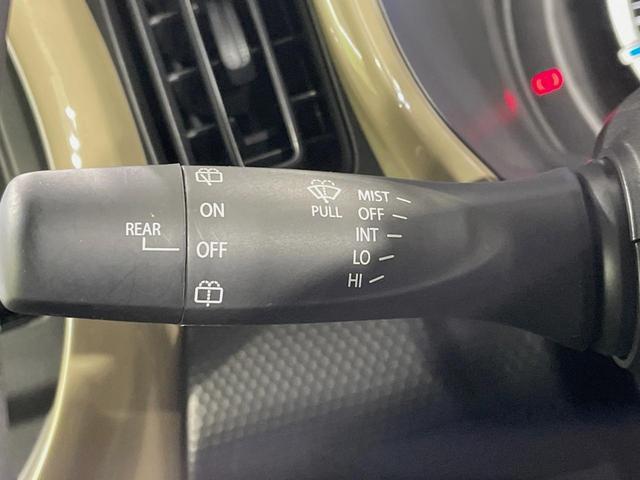 REAR
ON
OFF
PULL
MIST
OFF
INT
LO
HI